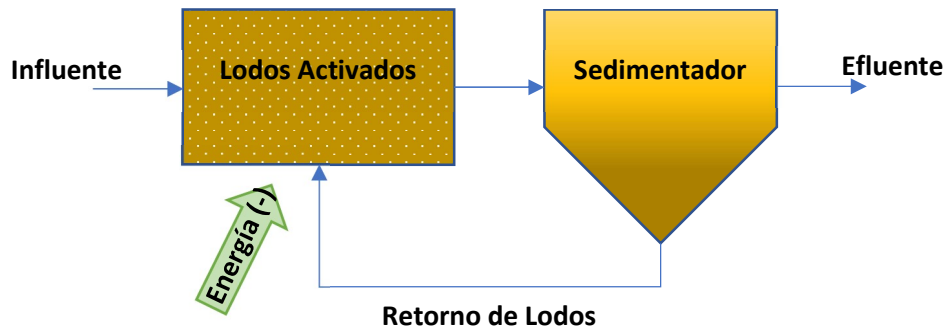 Influente
Lodos Activados
Sedimentador
Efluente
Energía (-)
Retorno de Lodos